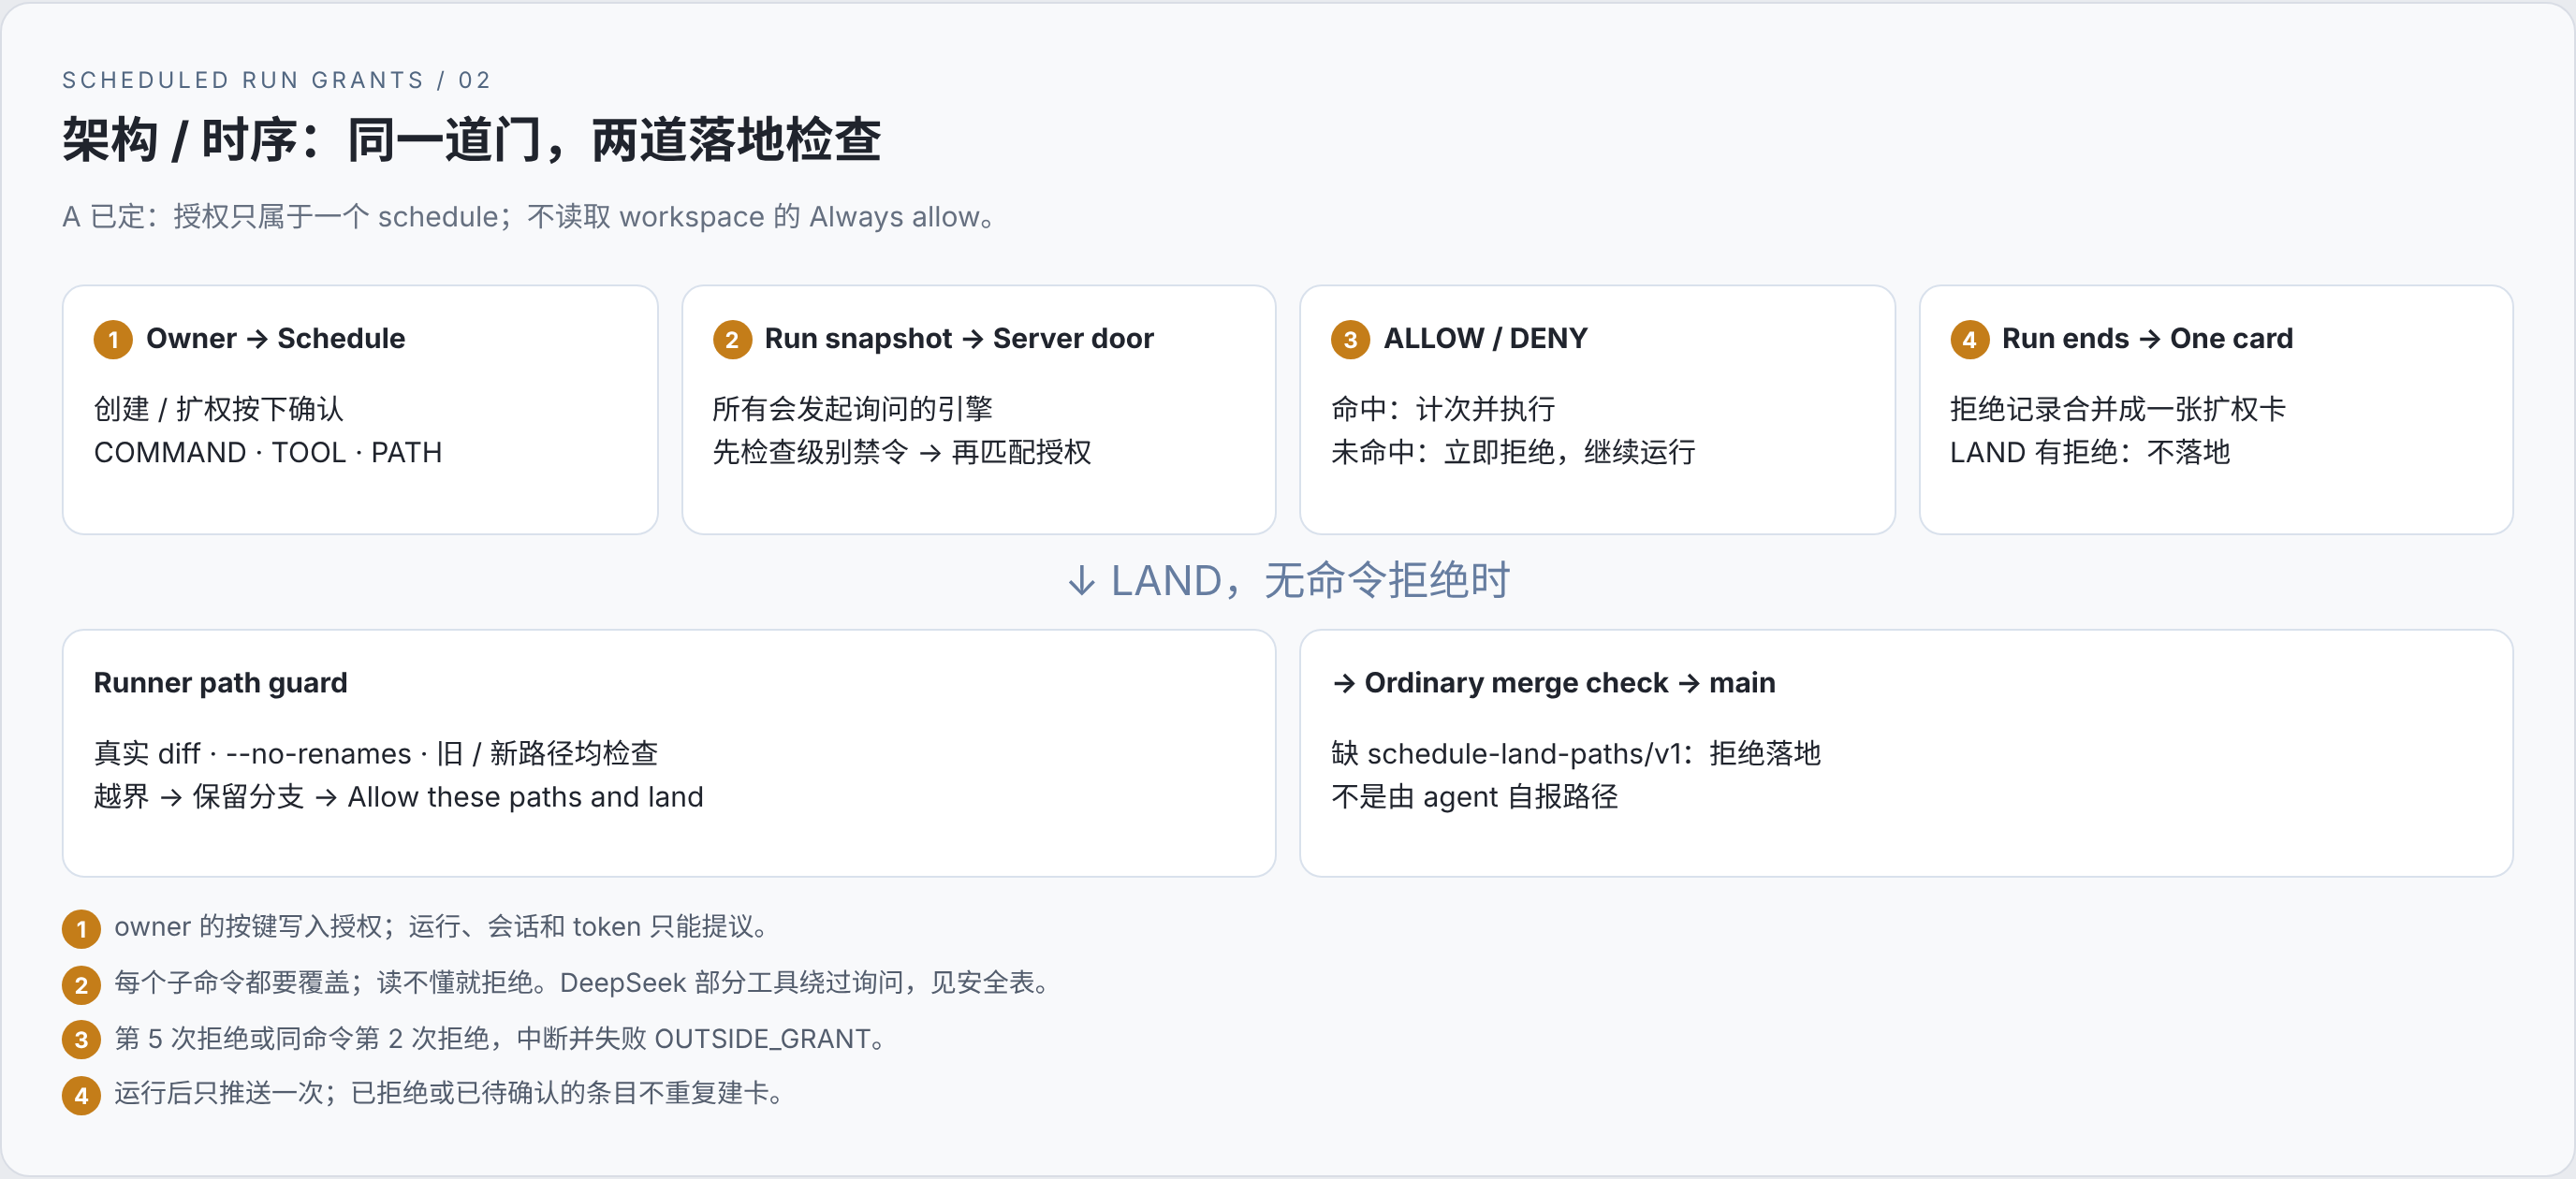 SCHEDULED RUN GRANTS / 02
架构 / 时序：同一道门，两道落地检查
A 已定：授权只属于一个 schedule；不读取 workspace 的 Always allow。
1 Owner → Schedule
创建 / 扩权按下确认
COMMAND · TOOL · PATH
2 Run snapshot → Server door
所有会发起询问的引擎
先检查级别禁令 → 再匹配授权
3 ALLOW / DENY
命中：计次并执行
未命中：立即拒绝，继续运行
4 Run ends → One card
拒绝记录合并成一张扩权卡
LAND 有拒绝：不落地
↓ LAND，无命令拒绝时
Runner path guard
真实 diff · --no-renames · 旧 / 新路径均检查
越界 → 保留分支 → Allow these paths and land
→ Ordinary merge check → main
缺 schedule-land-paths/v1：拒绝落地
不是由 agent 自报路径
1 owner 的按键写入授权；运行、会话和 token 只能提议。
2 每个子命令都要覆盖；读不懂就拒绝。DeepSeek 部分工具绕过询问，见安全表。
3 第 5 次拒绝或同命令第 2 次拒绝，中断并失败 OUTSIDE_GRANT。
4 运行后只推送一次；已拒绝或已待确认的条目不重复建卡。